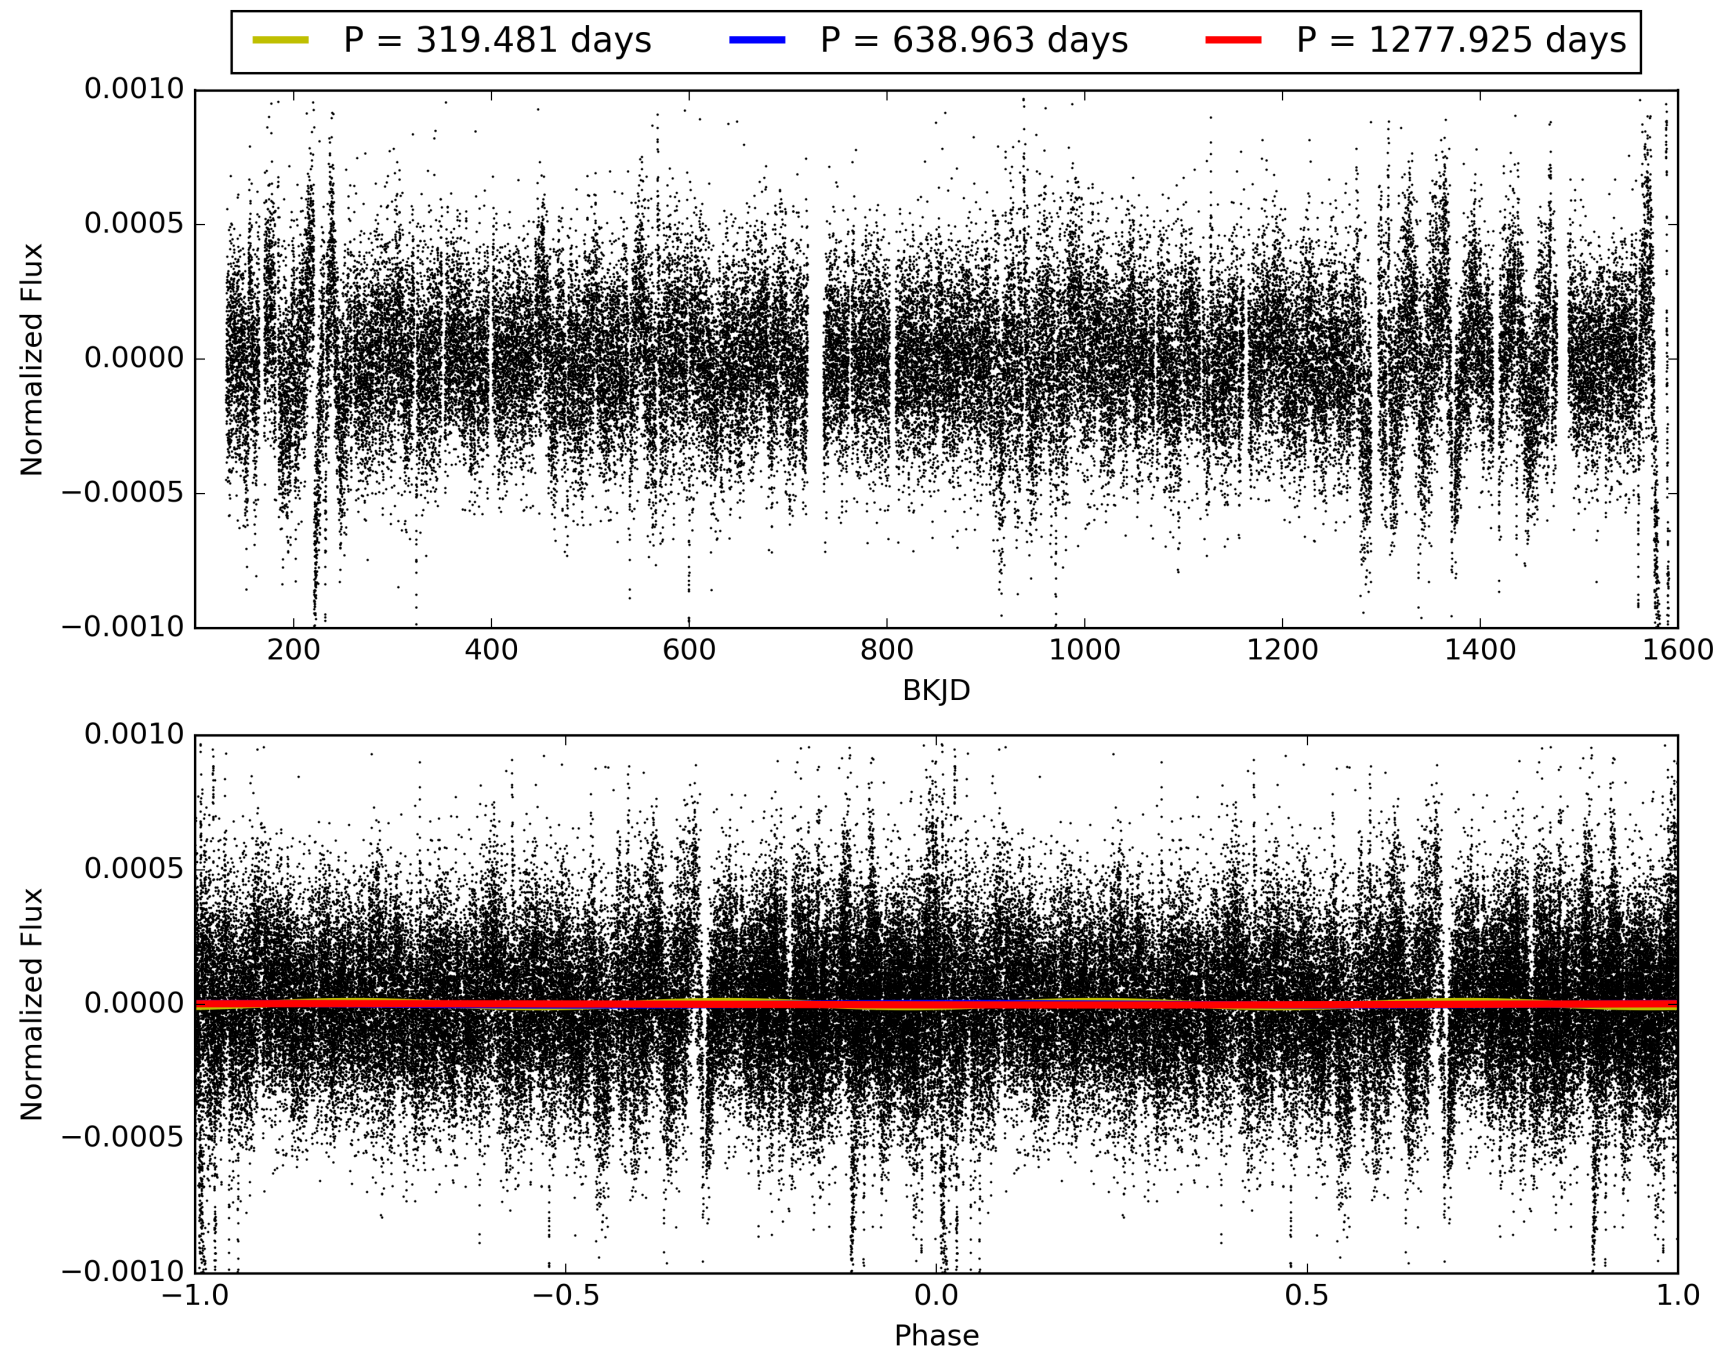 P = 319.481 days P = 638.963 days P = 1277.925 days
0.0010
0.0005
0.0000
−0.0005
−0.0010
Normalized Flux
200 400 600 800 1000 1200 1400 1600
BKJD
0.0010
0.0005
0.0000
−0.0005
−0.0010
Normalized Flux
−1.0 −0.5 0.0 0.5 1.0
Phase